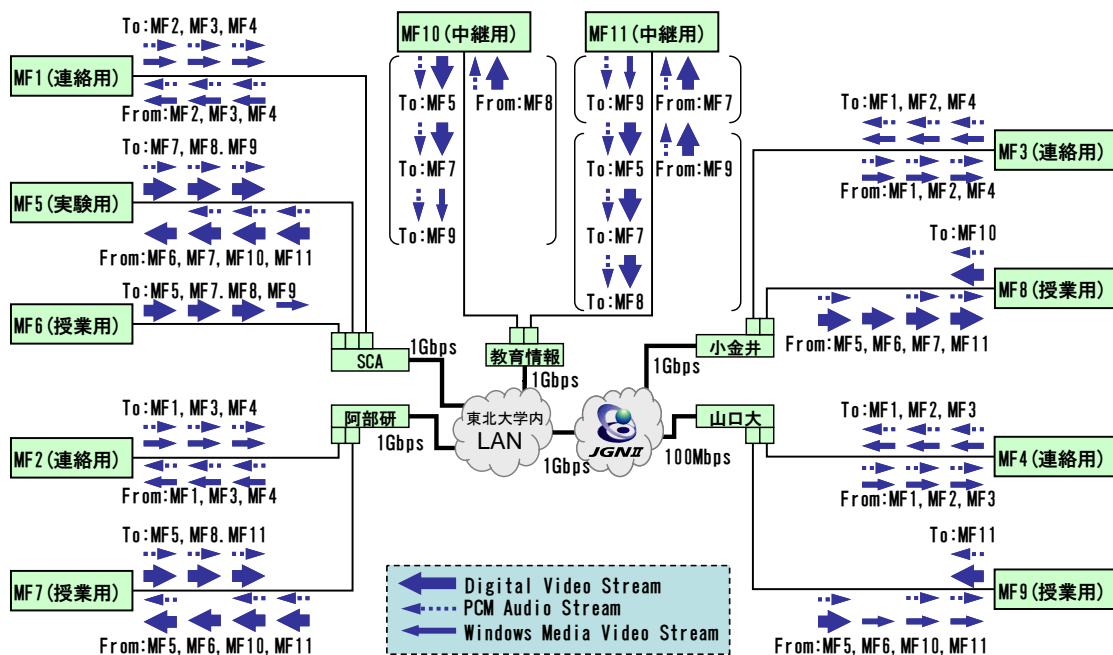 To:MF2, MF3, MF4
MF1(連絡用)
From:MF2, MF3, MF4
To:MF7, MF8. MF9
MF5(実験用)
From:MF6, MF7, MF10, MF11
To:MF5, MF7. MF8, MF9
MF6(授業用)
SCA
1Gbps
To:MF1, MF3, MF4
MF2(連絡用)
From:MF1, MF3, MF4
阿部研
1Gbps
To:MF5, MF8. MF11
MF7(授業用)
From:MF5, MF6, MF10, MF11
MF10(中継用)
To:MF5
From:MF8
To:MF7
To:MF9
MF11(中継用)
To:MF9
From:MF7
To:MF5
From:MF9
To:MF7
To:MF8
教育情報
1Gbps
東北大学内
LAN
1Gbps
JGNⅡ
To:MF1, MF2, MF4
MF3(連絡用)
From:MF1, MF2, MF4
To:MF10
MF8(授業用)
From:MF5, MF6, MF7, MF11
小金井
1Gbps
山口大
100Mbps
To:MF1, MF2, MF3
MF4(連絡用)
From:MF1, MF2, MF3
To:MF11
MF9(授業用)
From:MF5, MF6, MF10, MF11
Digital Video Stream
PCM Audio Stream
Windows Media Video Stream